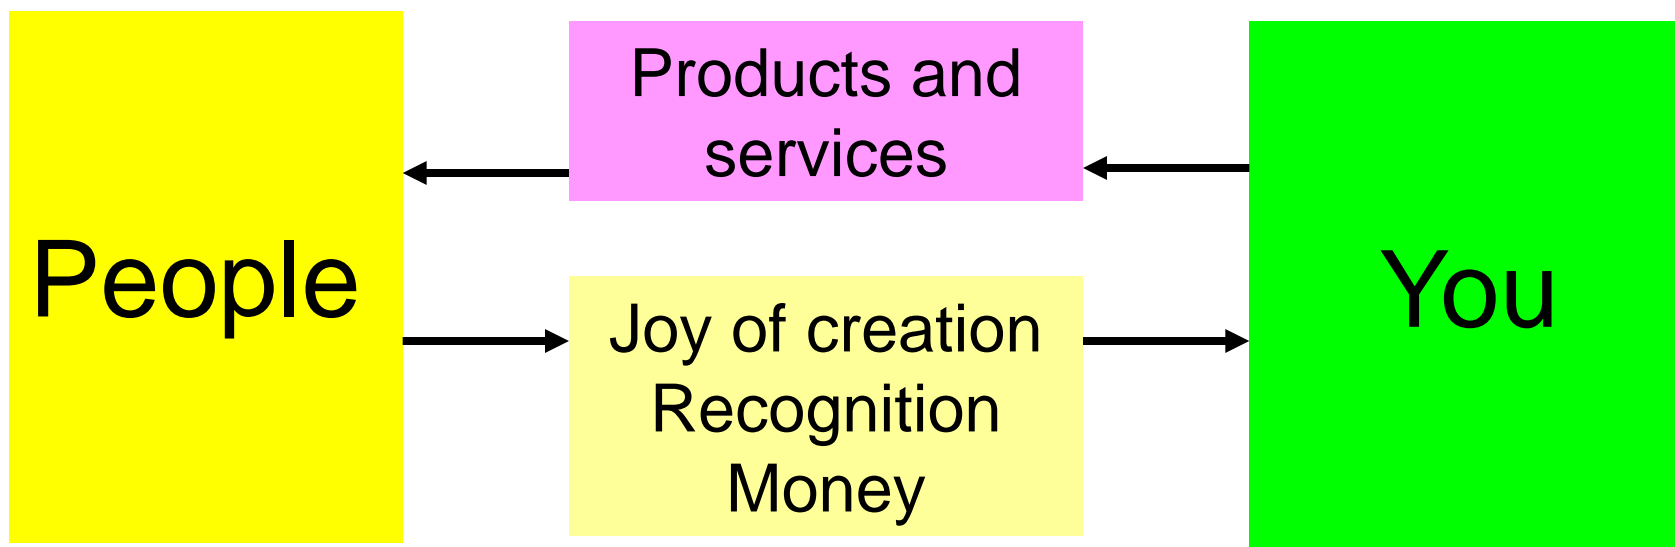 People
Products and
services
Joy of creation
Recognition
Money
You